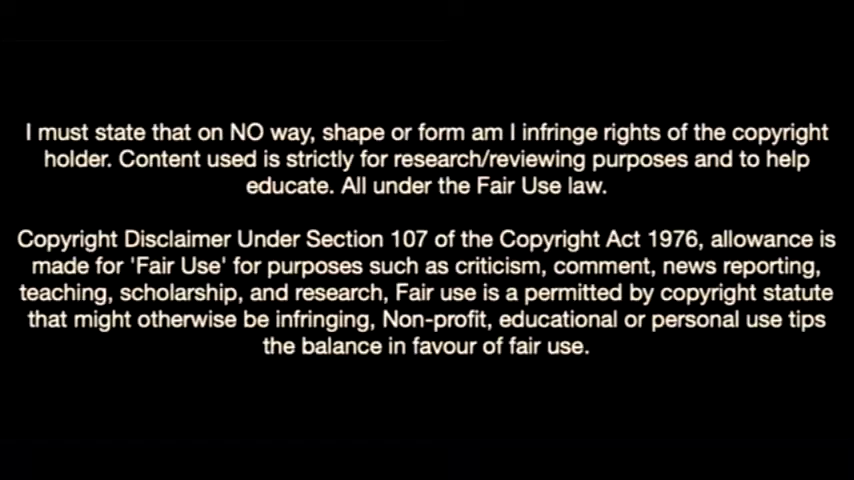 I must state that on NO way, shape or form am I infringe rights of the copyright
holder. Content used is strictly for research/reviewing purposes and to help
educate. All under the Fair Use law.
Copyright Disclaimer Under Section 107 of the Copyright Act 1976, allowance is
made for 'Fair Use' for purposes such as criticism, comment, news reporting,
teaching, scholarship, and research, Fair use is a permitted by copyright statute
that might otherwise be infringing, Non-profit, educational or personal use tips
the balance in favour of fair use.